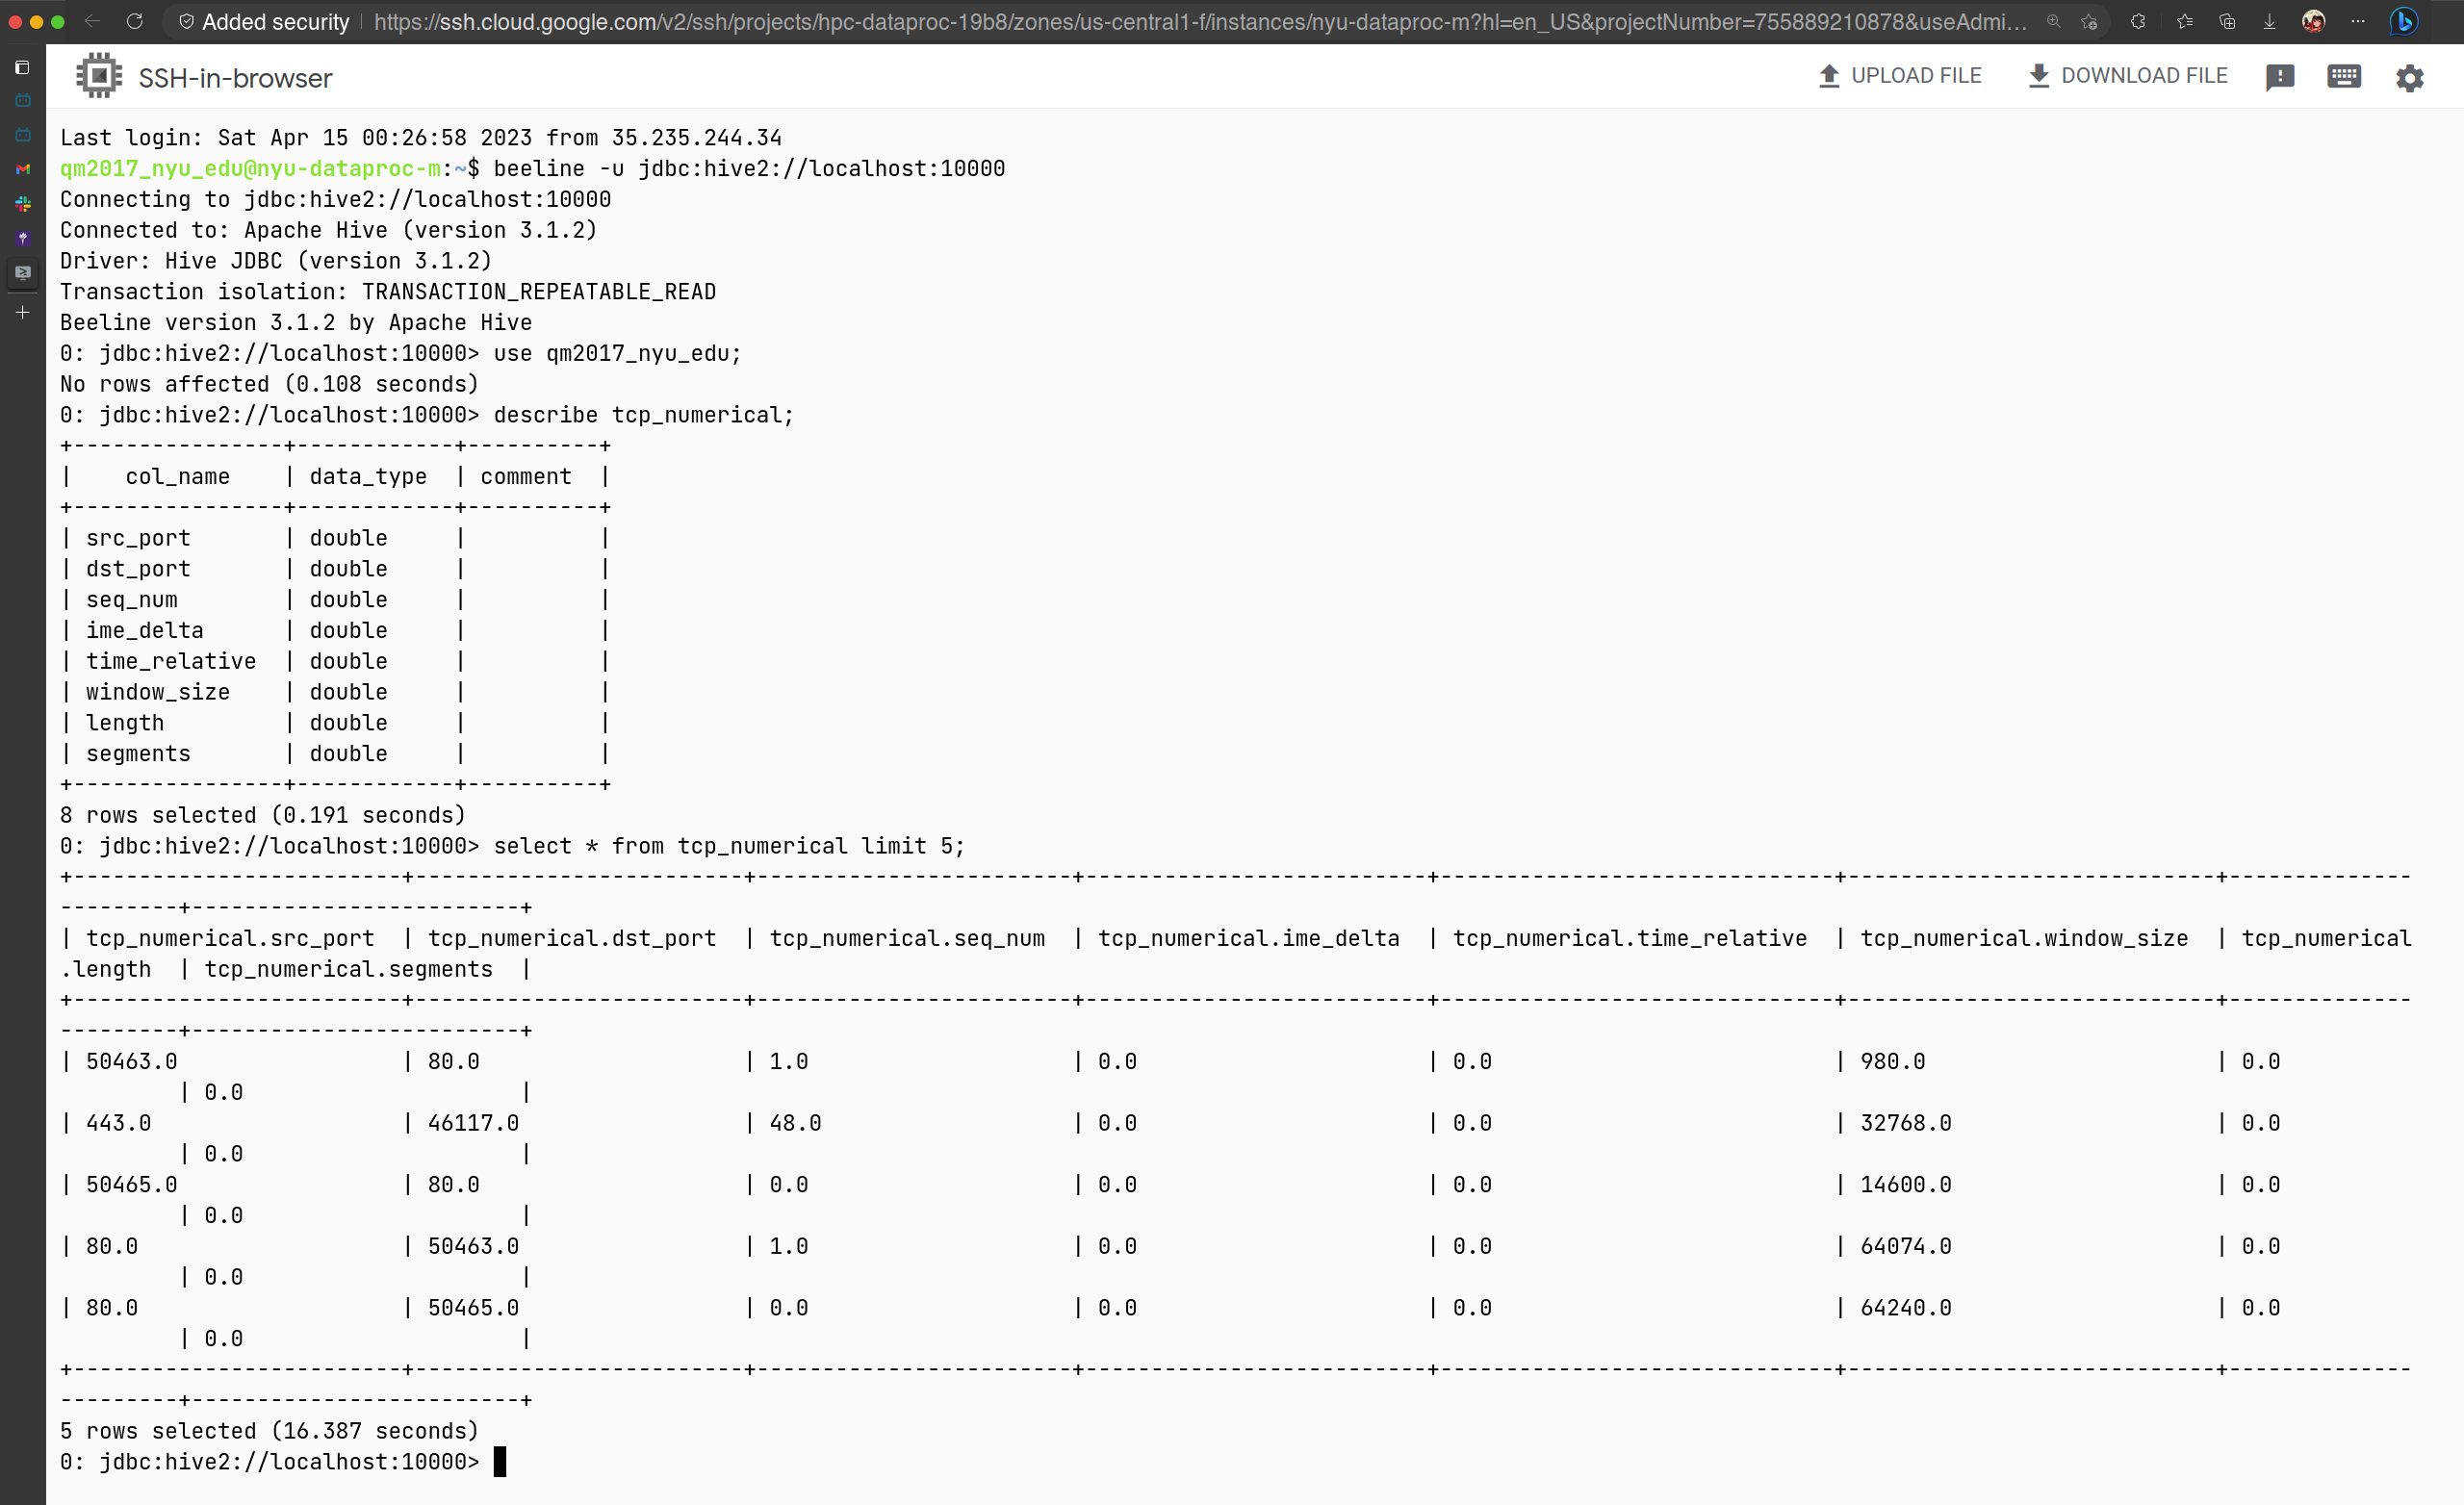 Added security https://ssh.cloud.google.com/v2/ssh/projects/hpc-dataproc-19b8/zones/us-central1-f/instances/nyu-dataproc-m?hl=en_US&projectNumber=755889210878&useAdmi...
SSH-in-browser UPLOAD FILE DOWNLOAD FILE
Last login: Sat Apr 15 00:26:58 2023 from 35.235.244.34
qm2017_nyu_edu@nyu-dataproc-m:~$ beeline -u jdbc:hive2://localhost:10000
Connecting to jdbc:hive2://localhost:10000
Connected to: Apache Hive (version 3.1.2)
Driver: Hive JDBC (version 3.1.2)
Transaction isolation: TRANSACTION_REPEATABLE_READ
Beeline version 3.1.2 by Apache Hive
0: jdbc:hive2://localhost:10000> use qm2017_nyu_edu;
No rows affected (0.108 seconds)
0: jdbc:hive2://localhost:10000> describe tcp_numerical;
+----------------+------------+----------+
|    col_name    | data_type  | comment  |
+----------------+------------+----------+
| src_port       | double     |          |
| dst_port       | double     |          |
| seq_num        | double     |          |
| ime_delta      | double     |          |
| time_relative  | double     |          |
| window_size    | double     |          |
| length         | double     |          |
| segments       | double     |          |
+----------------+------------+----------+
8 rows selected (0.191 seconds)
0: jdbc:hive2://localhost:10000> select * from tcp_numerical limit 5;
+-------------------------+-------------------------+------------------------+--------------------------+------------------------------+----------------------------+--------------
---------+-------------------------+
| tcp_numerical.src_port  | tcp_numerical.dst_port  | tcp_numerical.seq_num  | tcp_numerical.ime_delta  | tcp_numerical.time_relative  | tcp_numerical.window_size  | tcp_numerical
.length  | tcp_numerical.segments  |
+-------------------------+-------------------------+------------------------+--------------------------+------------------------------+----------------------------+--------------
---------+-------------------------+
| 50463.0                 | 80.0                    | 1.0                    | 0.0                      | 0.0                          | 980.0                      | 0.0
         | 0.0                     |
| 443.0                   | 46117.0                 | 48.0                   | 0.0                      | 0.0                          | 32768.0                    | 0.0
         | 0.0                     |
| 50465.0                 | 80.0                    | 0.0                    | 0.0                      | 0.0                          | 14600.0                    | 0.0
         | 0.0                     |
| 80.0                    | 50463.0                 | 1.0                    | 0.0                      | 0.0                          | 64074.0                    | 0.0
         | 0.0                     |
| 80.0                    | 50465.0                 | 0.0                    | 0.0                      | 0.0                          | 64240.0                    | 0.0
         | 0.0                     |
+-------------------------+-------------------------+------------------------+--------------------------+------------------------------+----------------------------+--------------
---------+-------------------------+
5 rows selected (16.387 seconds)
0: jdbc:hive2://localhost:10000>